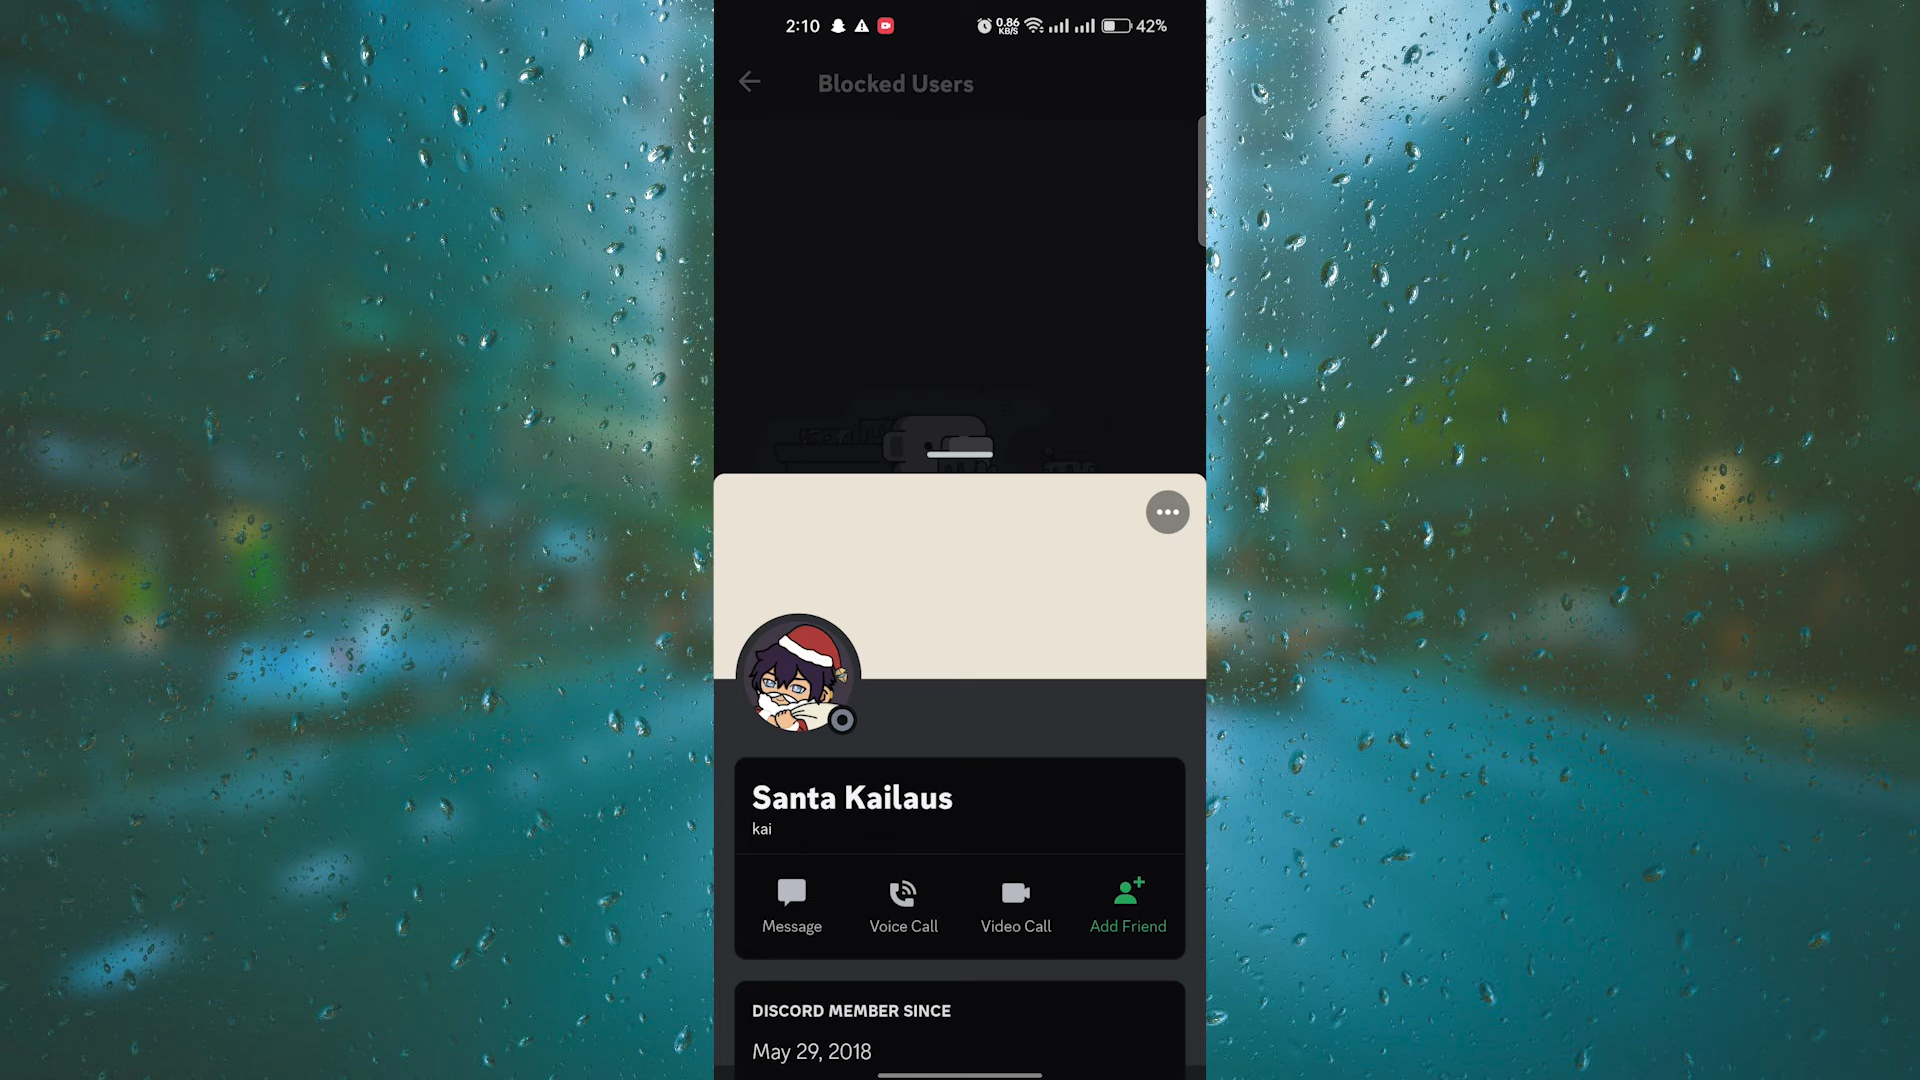 2:10
0.86
KB/S
42%
Blocked Users
Santa Kailaus
kai
Message
Voice Call
Video Call
Add Friend
DISCORD MEMBER SINCE
May 29, 2018